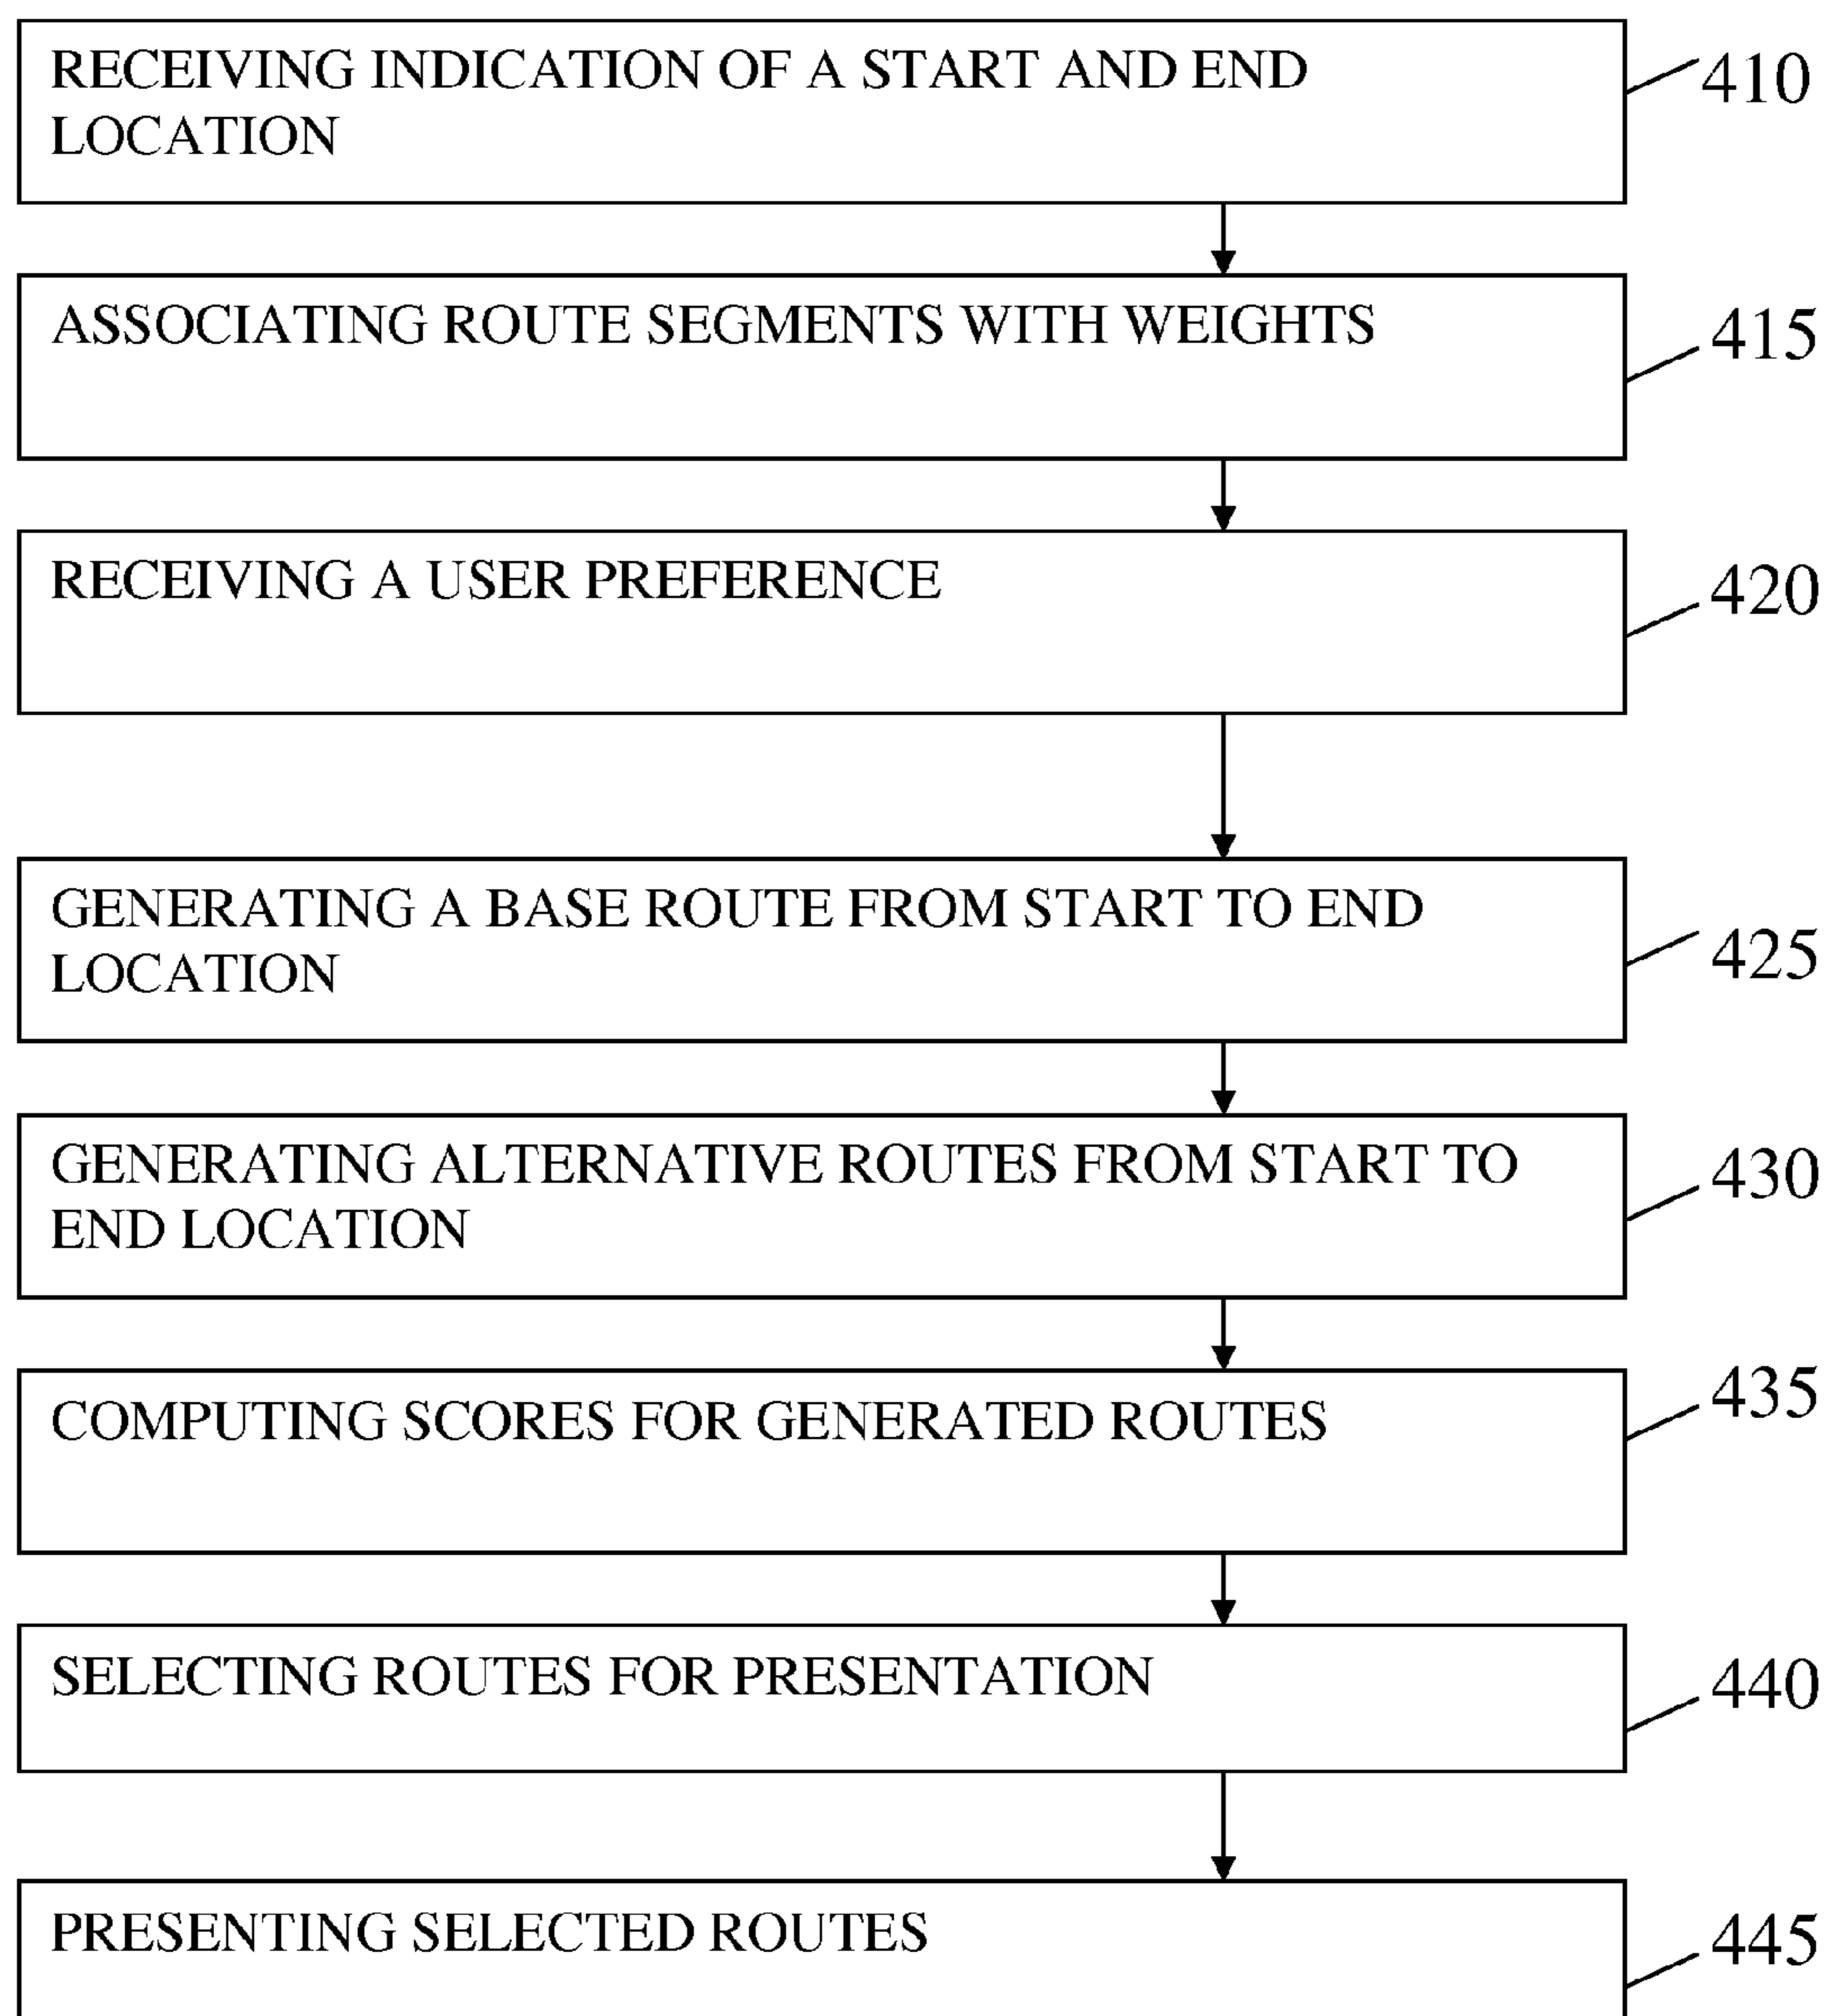 RECEIVING INDICATION OF A START AND END
LOCATION
410
ASSOCIATING ROUTE SEGMENTS WITH WEIGHTS
415
RECEIVING A USER PREFERENCE
420
GENERATING A BASE ROUTE FROM START TO END
LOCATION
425
GENERATING ALTERNATIVE ROUTES FROM START TO
END LOCATION
430
COMPUTING SCORES FOR GENERATED ROUTES
435
SELECTING ROUTES FOR PRESENTATION
440
PRESENTING SELECTED ROUTES
445